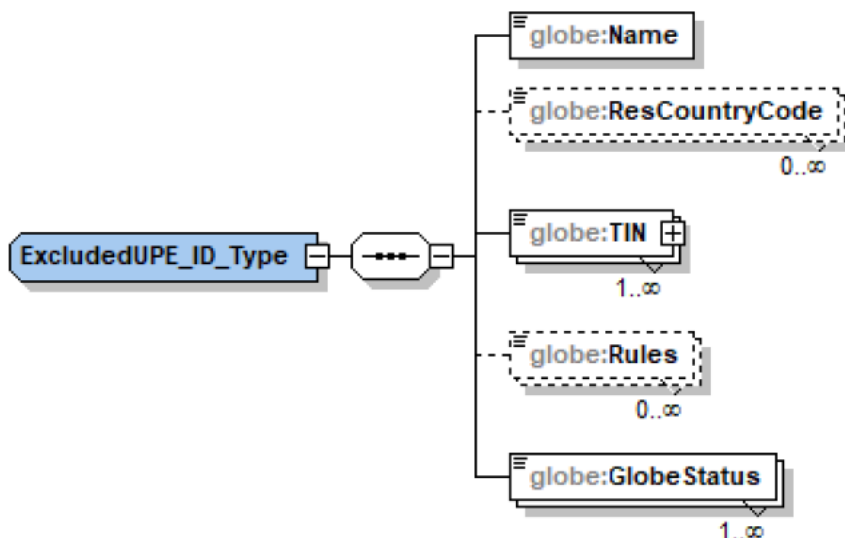 globe:Name
globe:ResCountryCode
0..∞
ExcludedUPE_ID_Type
globe:TIN
1..∞
globe:Rules
0..∞
globe:GlobeStatus
1..∞